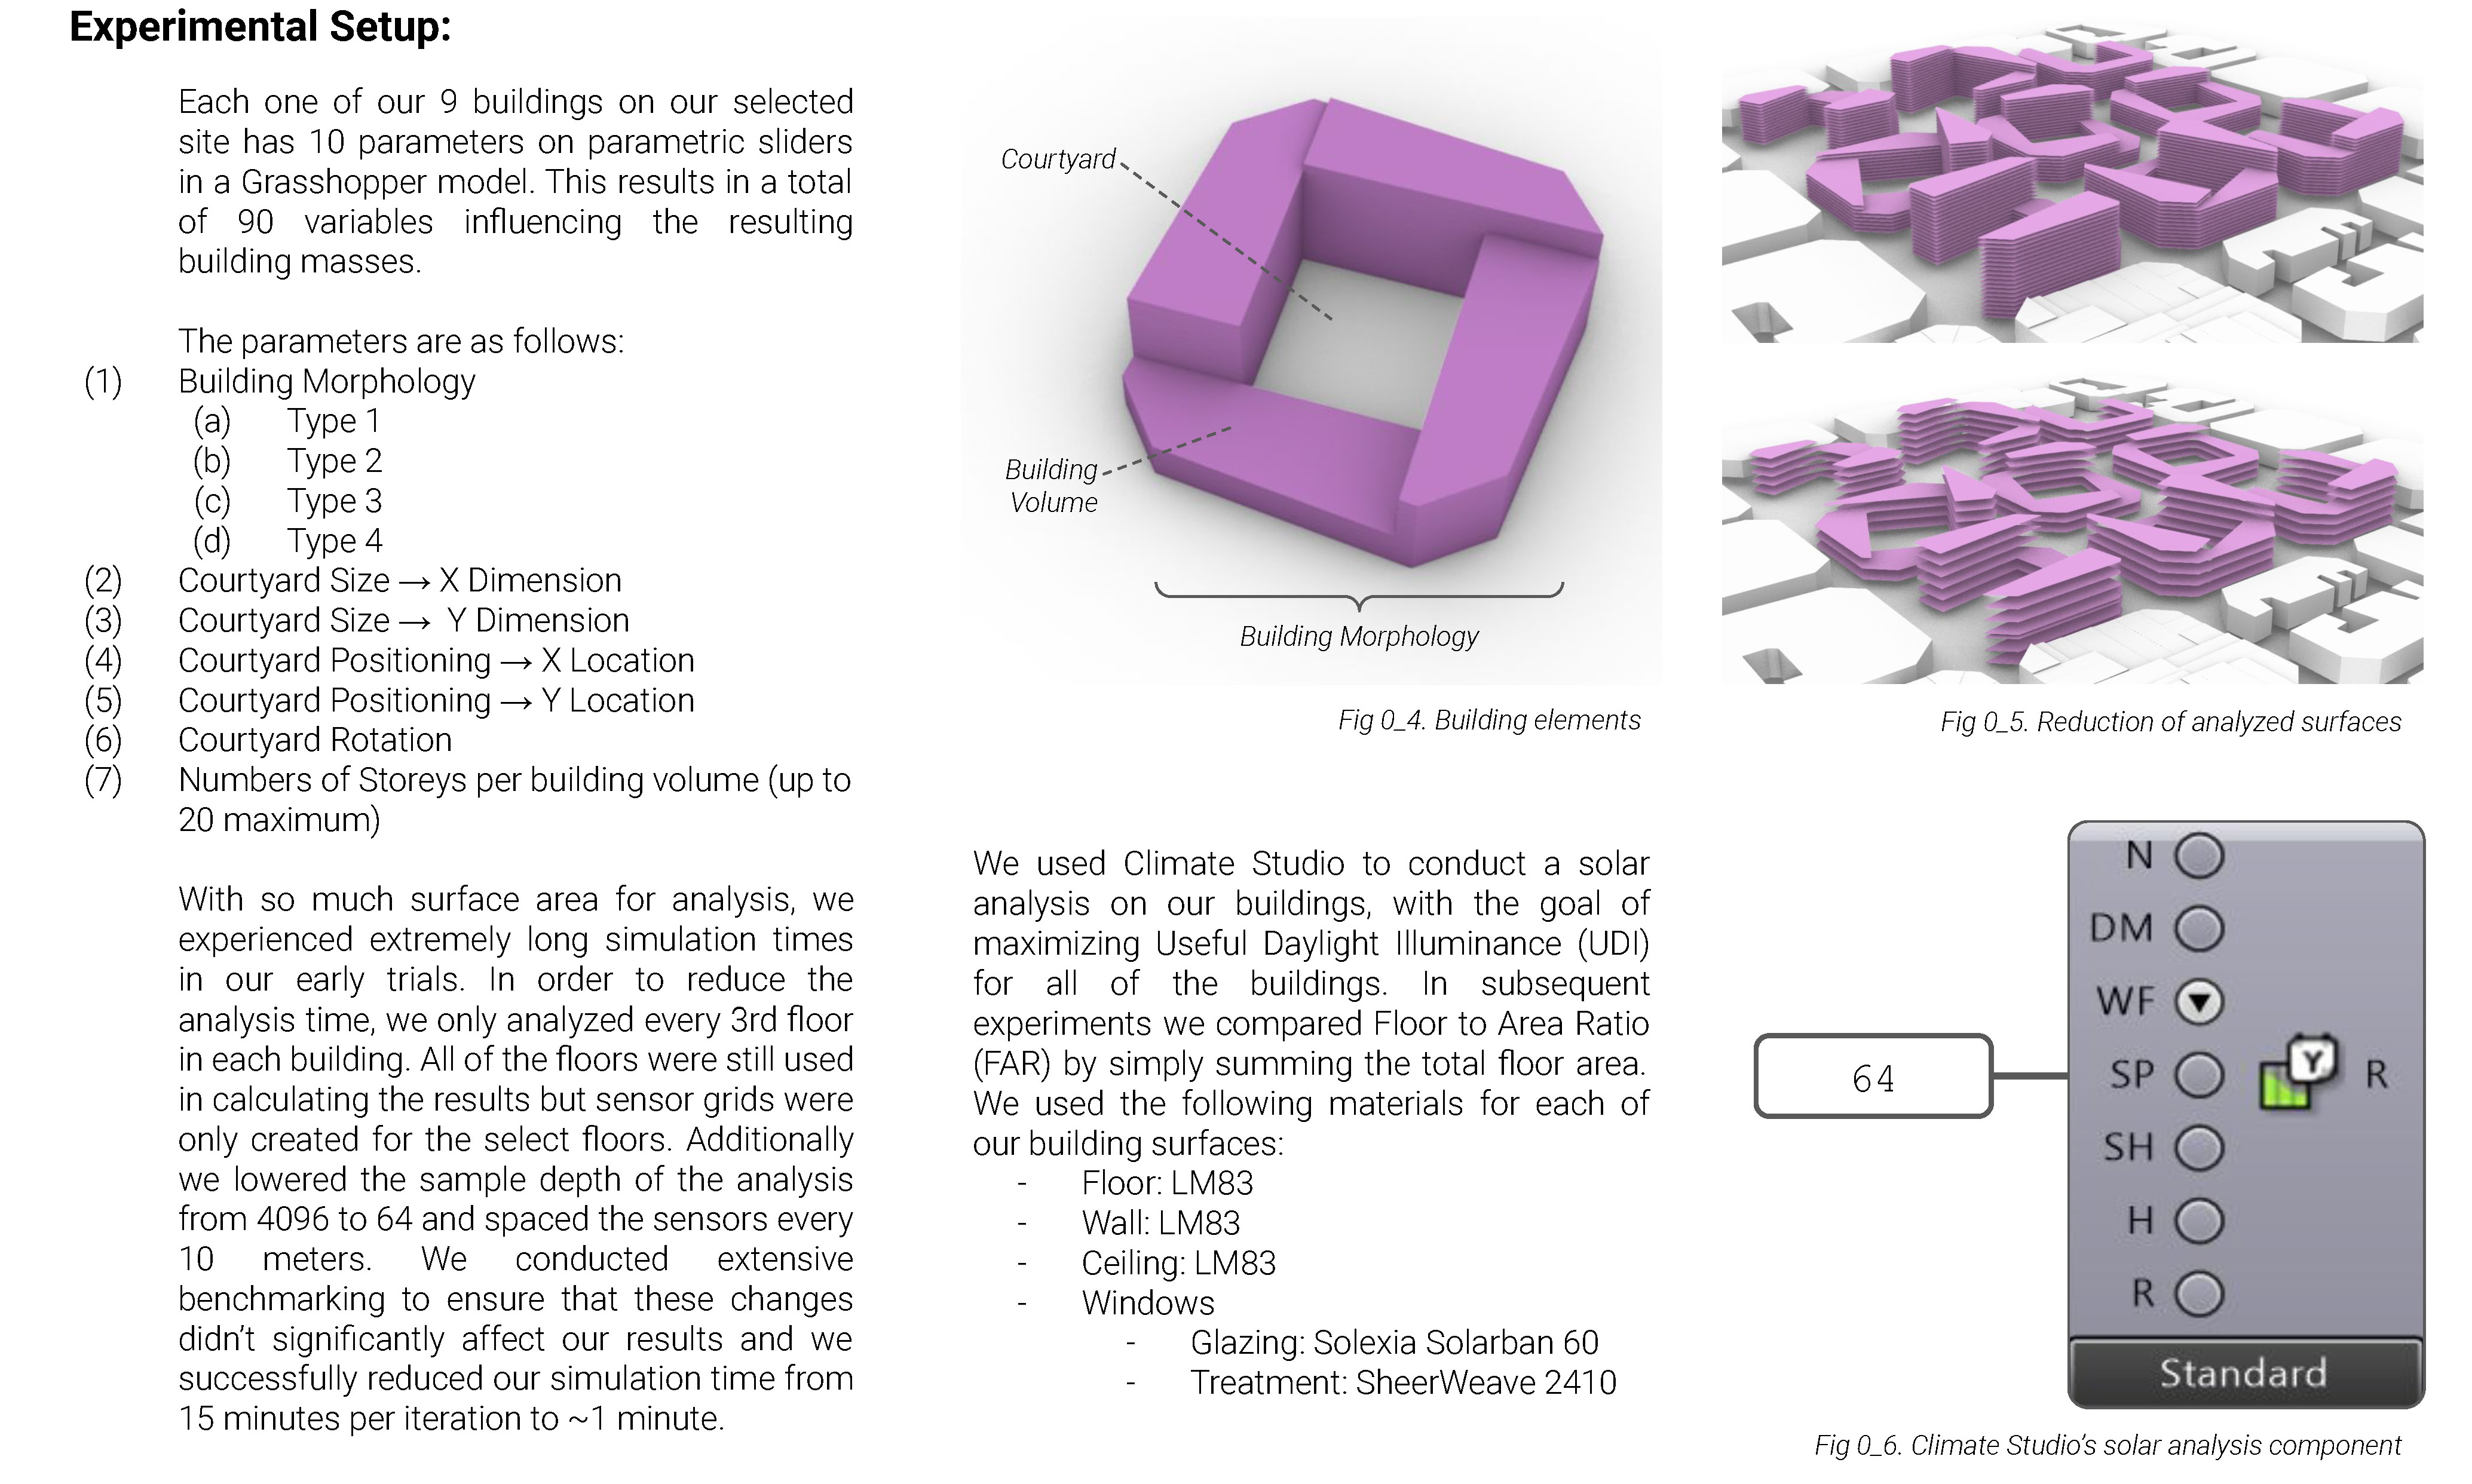 Experimental Setup:
Each one of our 9 buildings on our selected
site has 10 parameters on parametric sliders
in a Grasshopper model. This results in a total
of 90 variables influencing the resulting
building masses.
The parameters are as follows:
(1) Building Morphology
(a) Type 1
(b) Type 2
(c) Type 3
(d) Type 4
(2) Courtyard Size → X Dimension
(3) Courtyard Size → Y Dimension
(4) Courtyard Positioning → X Location
(5) Courtyard Positioning → Y Location
(6) Courtyard Rotation
(7) Numbers of Storeys per building volume (up to
20 maximum)
With so much surface area for analysis, we
experienced extremely long simulation times
in our early trials. In order to reduce the
analysis time, we only analyzed every 3rd floor
in each building. All of the floors were still used
in calculating the results but sensor grids were
only created for the select floors. Additionally
we lowered the sample depth of the analysis
from 4096 to 64 and spaced the sensors every
10 meters. We conducted extensive
benchmarking to ensure that these changes
didn't significantly affect our results and we
successfully reduced our simulation time from
15 minutes per iteration to ~1 minute.
Courtyard
Building
Volume
Building Morphology
Fig 0_4. Building elements
Fig 0_5. Reduction of analyzed surfaces
We used Climate Studio to conduct a solar
analysis on our buildings, with the goal of
maximizing Useful Daylight Illuminance (UDI)
for all of the buildings. In subsequent
experiments we compared Floor to Area Ratio
(FAR) by simply summing the total floor area.
We used the following materials for each of
our building surfaces:
- Floor: LM83
- Wall: LM83
- Ceiling: LM83
- Windows
- Glazing: Solexia Solarban 60
- Treatment: SheerWeave 2410
64
N
DM
WF
SP
SH
H
R
Y
R
Standard
Fig 0_6. Climate Studio's solar analysis component